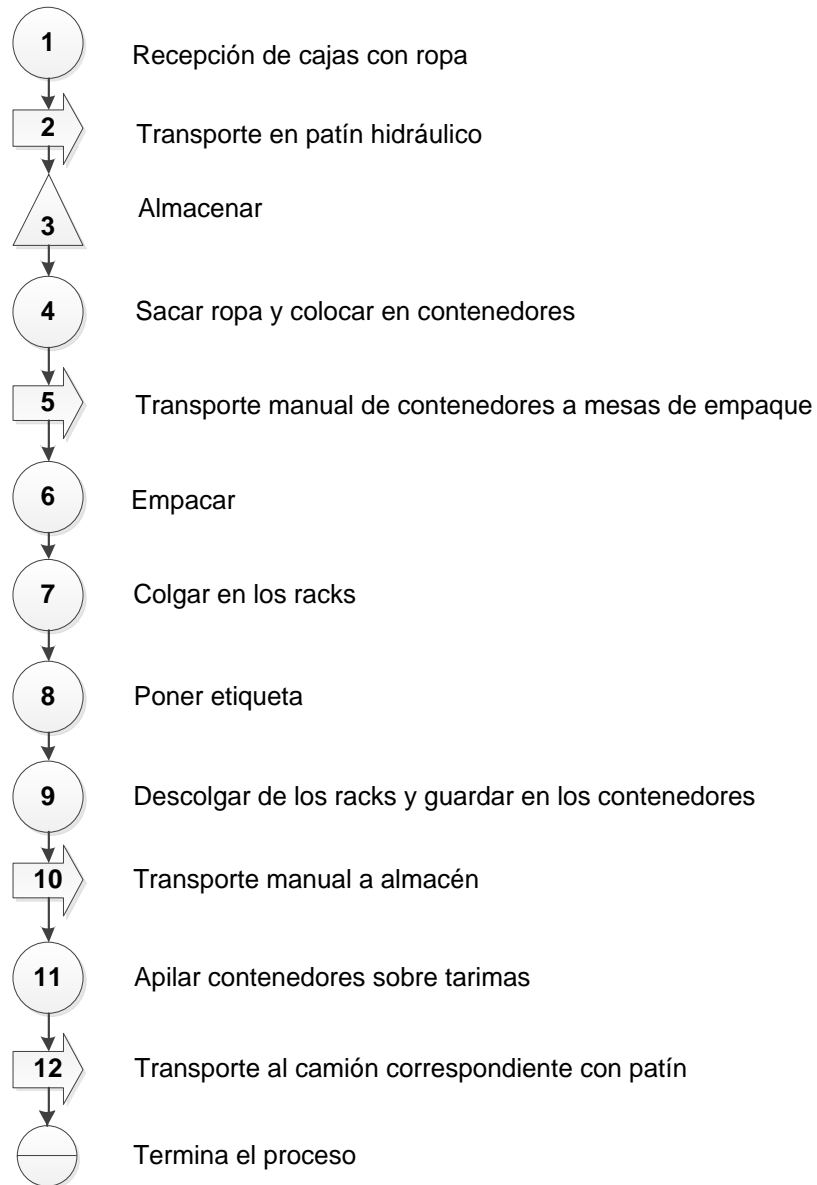 1 Recepción de cajas con ropa
2 Transporte en patín hidráulico
3 Almacenar
4 Sacar ropa y colocar en contenedores
5 Transporte manual de contenedores a mesas de empaque
6 Empacar
7 Colgar en los racks
8 Poner etiqueta
9 Descolgar de los racks y guardar en los contenedores
10 Transporte manual a almacén
11 Apilar contenedores sobre tarimas
12 Transporte al camión correspondiente con patín
Termina el proceso